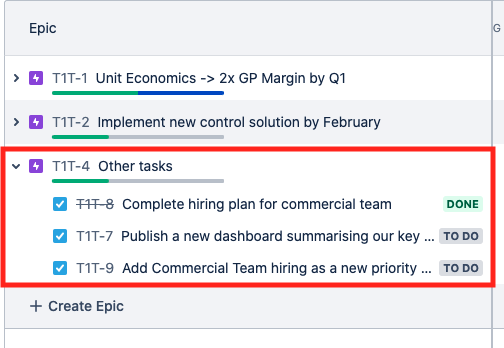 Epic
G
T1T-1 Unit Economics -> 2x GP Margin by Q1
T1T-2 Implement new control solution by February
T1T-4 Other tasks
T1T-8 Complete hiring plan for commercial team DONE
T1T-7 Publish a new dashboard summarising our key ... TO DO
T1T-9 Add Commercial Team hiring as a new priority ... TO DO
+ Create Epic